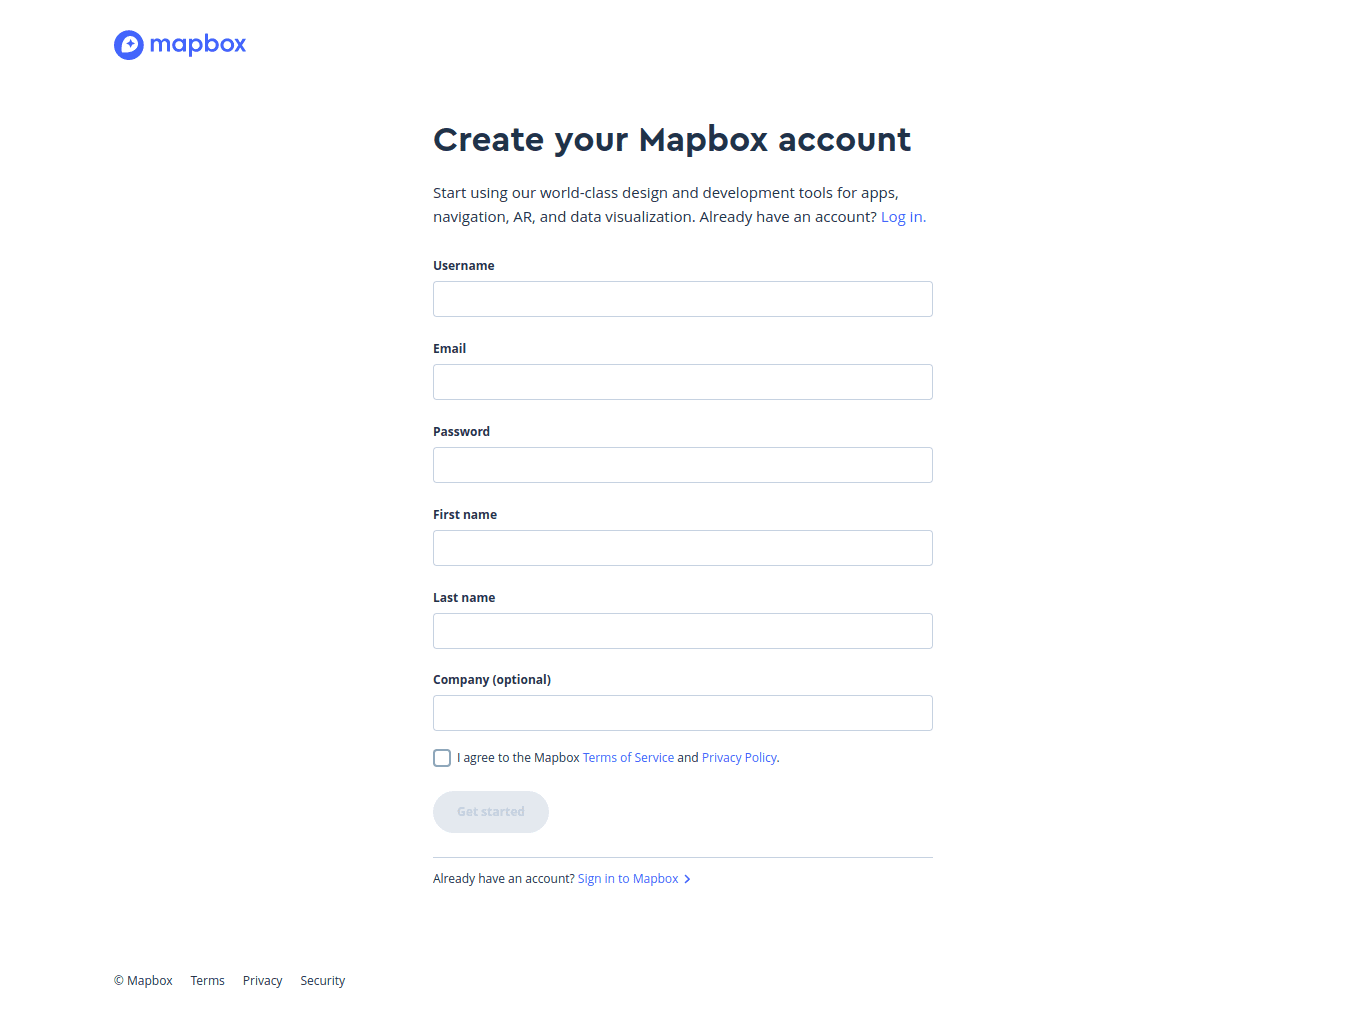 mapbox
Create your Mapbox account
Start using our world-class design and development tools for apps,
navigation, AR, and data visualization. Already have an account? Log in.
Username
Email
Password
First name
Last name
Company (optional)
I agree to the Mapbox Terms of Service and Privacy Policy.
Get started
Already have an account? Sign in to Mapbox
© Mapbox Terms Privacy Security